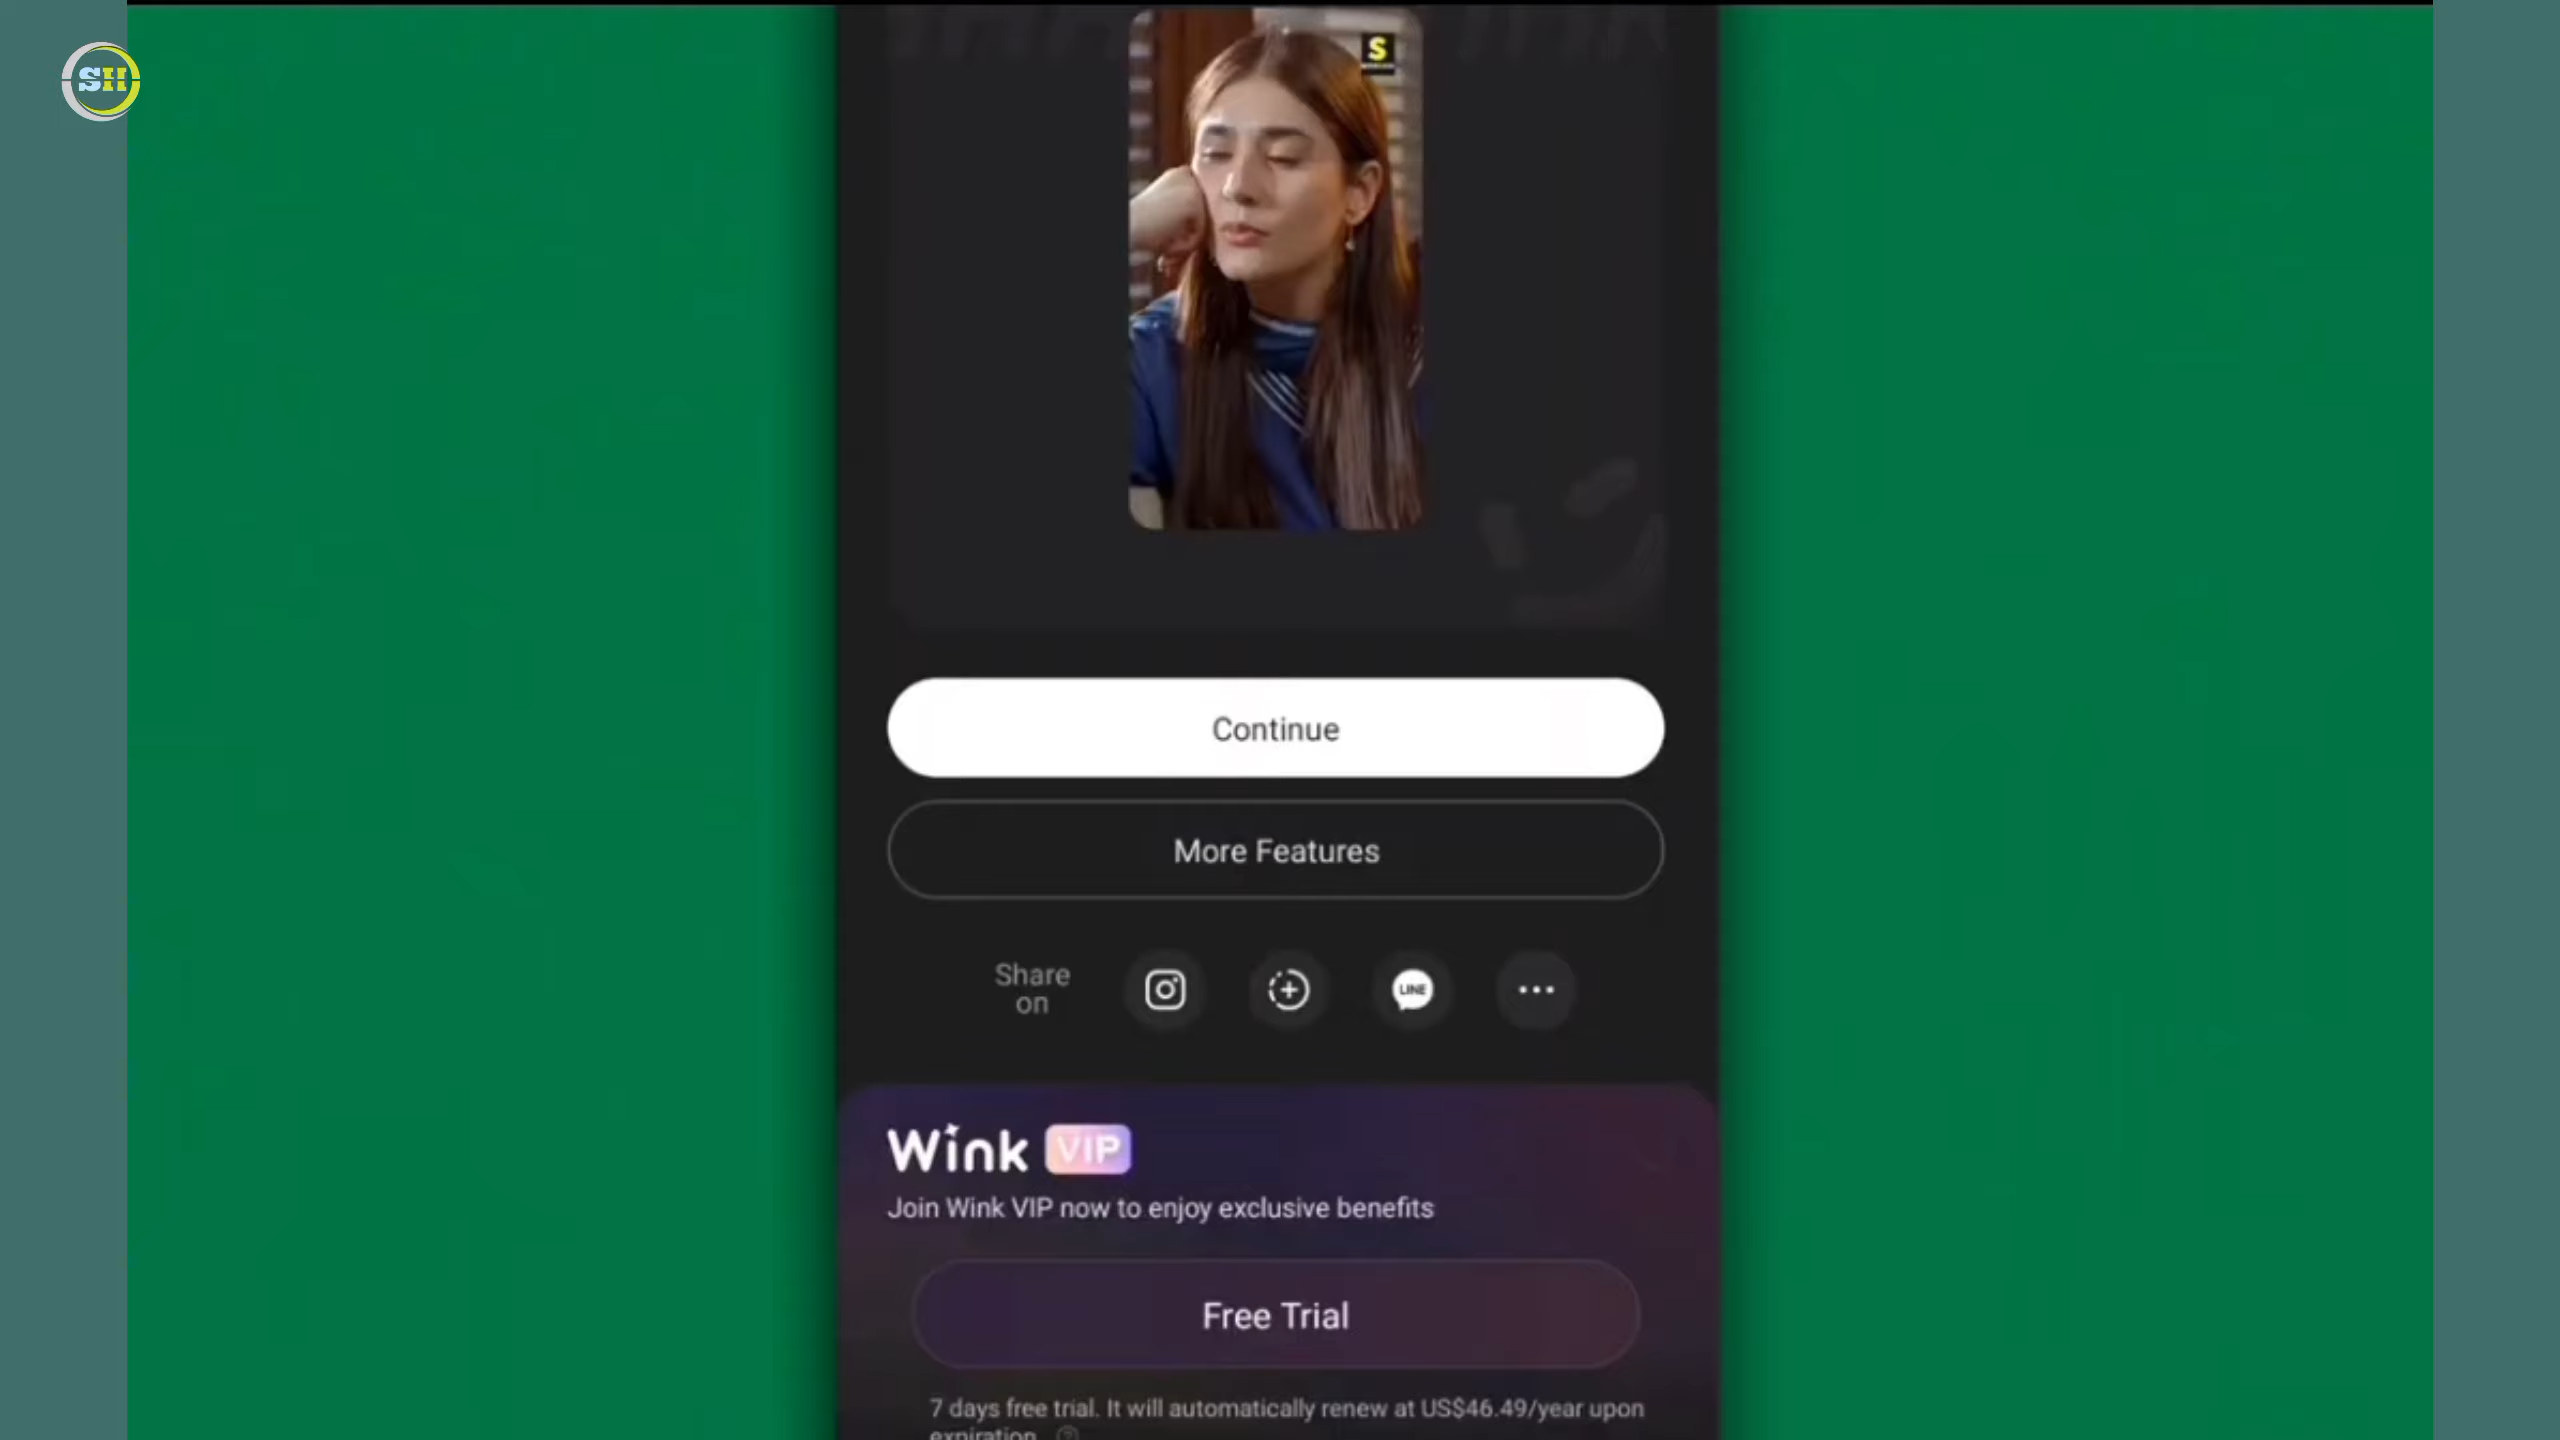 SH
S
Continue
More Features
Share
on
LINE
Wink VIP
Join Wink VIP now to enjoy exclusive benefits
Free Trial
7 days free trial. It will automatically renew at US$46.49/year upon
expiration.